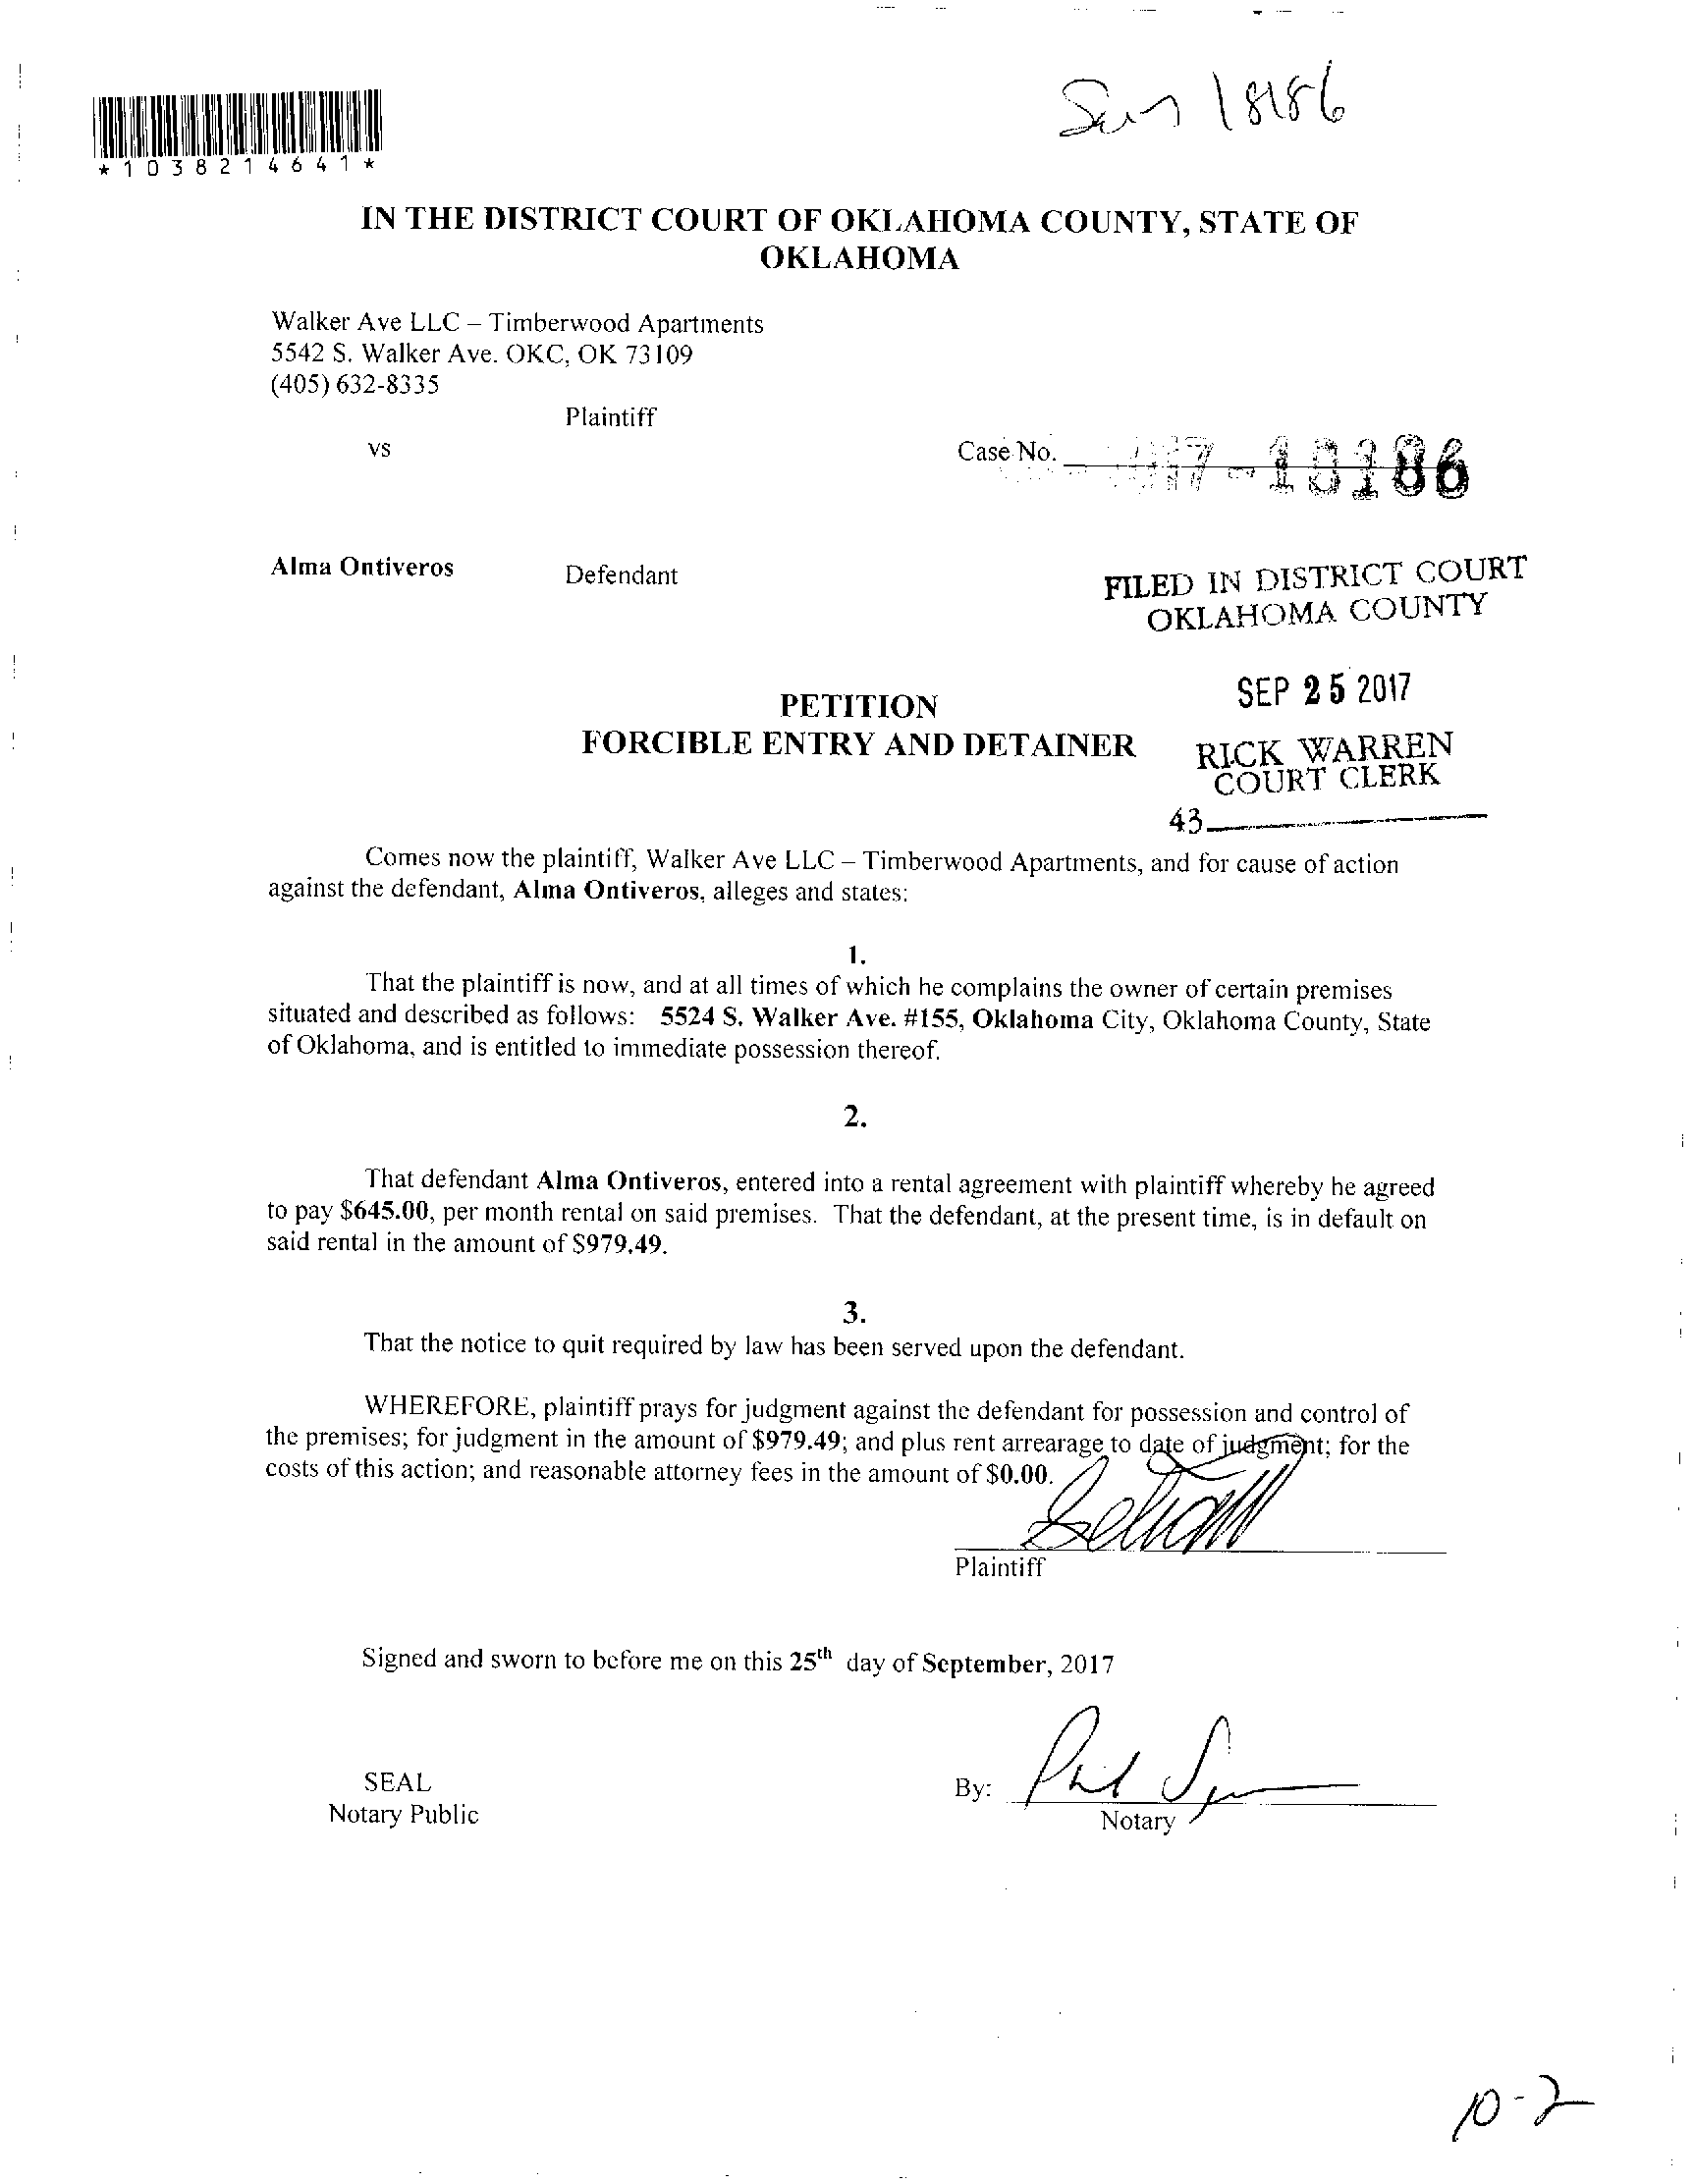 18186
*1038214641*
IN THE DISTRICT COURT OF OKLAHOMA COUNTY, STATE OF
OKLAHOMA
Walker Ave LLC – Timberwood Apartments
5542 S. Walker Ave. OKC, OK 73109
(405) 632-8335
Plaintiff
vs
Case No.
Alma Ontiveros
Defendant
FILED IN DISTRICT COURT
OKLAHOMA COUNTY
SEP 25 2017
PETITION
FORCIBLE ENTRY AND DETAINER
RICK WARREN
COURT CLERK
43
Comes now the plaintiff, Walker Ave LLC – Timberwood Apartments, and for cause of action
against the defendant, Alma Ontiveros, alleges and states:
1.
That the plaintiff is now, and at all times of which he complains the owner of certain premises
situated and described as follows: 5524 S. Walker Ave. #155, Oklahoma City, Oklahoma County, State
of Oklahoma, and is entitled to immediate possession thereof.
2.
That defendant Alma Ontiveros, entered into a rental agreement with plaintiff whereby he agreed
to pay $645.00, per month rental on said premises. That the defendant, at the present time, is in default on
said rental in the amount of $979.49.
3.
That the notice to quit required by law has been served upon the defendant.
WHEREFORE, plaintiff prays for judgment against the defendant for possession and control of
the premises; for judgment in the amount of $979.49; and plus rent arrearage to date of judgment; for the
costs of this action; and reasonable attorney fees in the amount of $0.00.
Plaintiff
Signed and sworn to before me on this 25th day of September, 2017
SEAL
Notary Public
By:
Notary
10-2